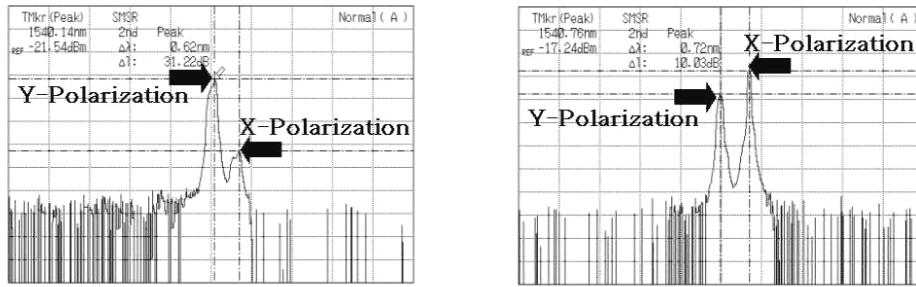 TMkr(Peak) SMSR Normal(A)
1540.14nm 2nd Peak
REF -21.54dBm Δλ: 0.62nm
Δl: 31.22dB
Y-Polarization
X-Polarization
TMkr(Peak) SMSR Normal(A)
1540.76nm 2nd Peak
REF -17.24dBm Δλ: 0.72nm
Δl: 10.03dB
X-Polarization
Y-Polarization